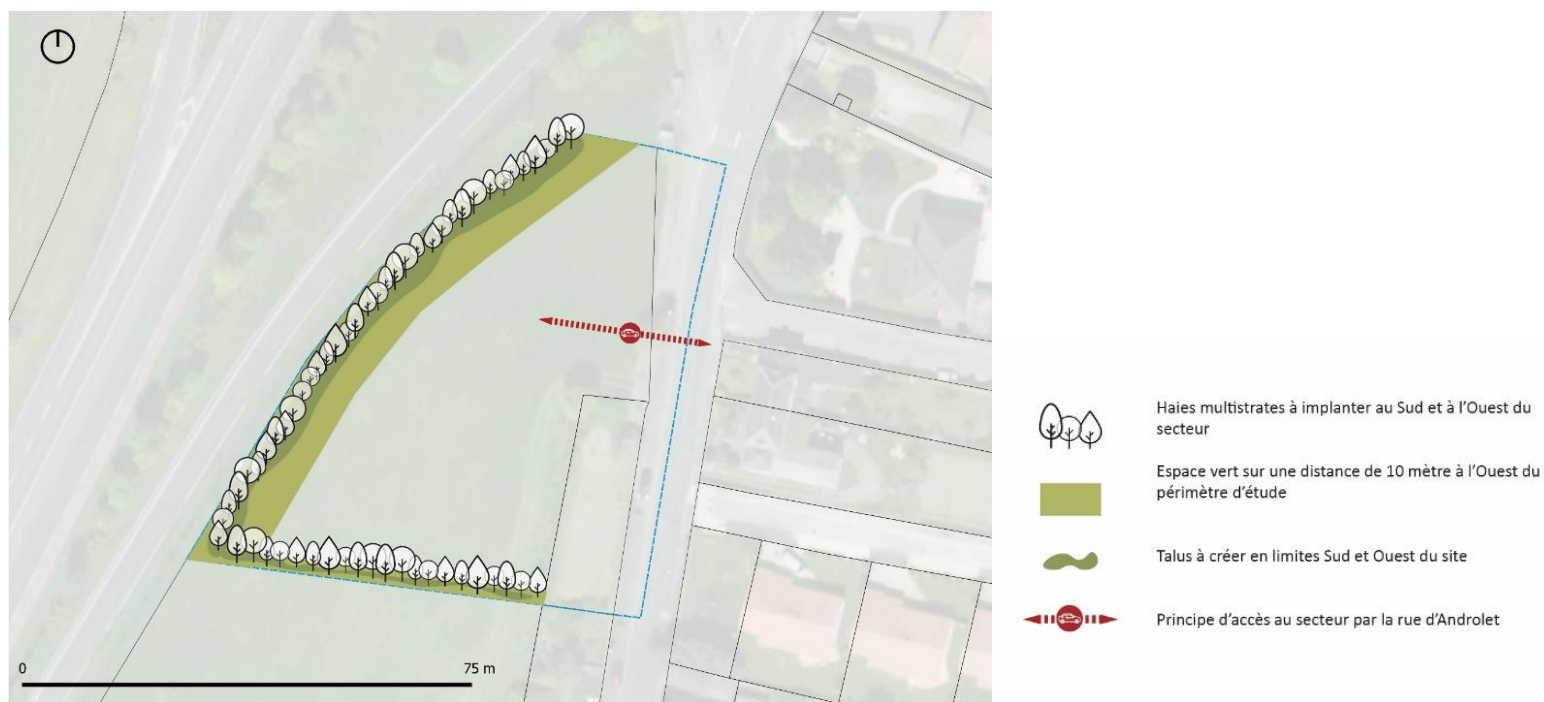 0
75 m
Haies multistrates à implanter au Sud et à l'Ouest du
secteur
Espace vert sur une distance de 10 mètre à l'Ouest du
périmètre d'étude
Talus à créer en limites Sud et Ouest du site
Principe d'accès au secteur par la rue d'Androlet